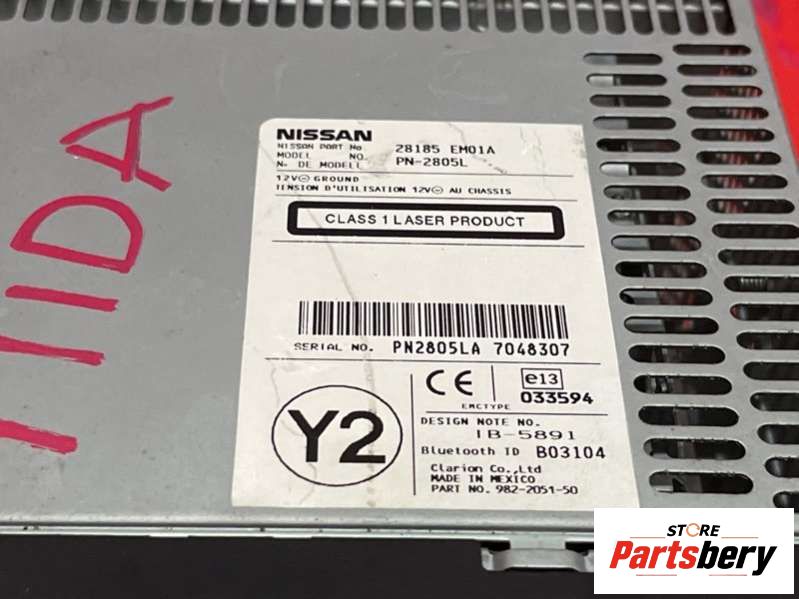 TIIDA
NISSAN
NISSAN PART No. 28185 EM01A
MODEL NO. PN-2805L
No. DE MODELL
12V⊖ GROUND
TENSION D'UTILISATION 12V⊖ AU CHASSIS
CLASS 1 LASER PRODUCT
SERIAL NO. PN2805LA 7048307
Y2
CE e13
033594
EMCTYPE
DESIGN NOTE NO.
IB-5891
Bluetooth ID B03104
Clarion Co.,Ltd
MADE IN MEXICO
PART NO. 982-2051-50
STORE
Partsbery